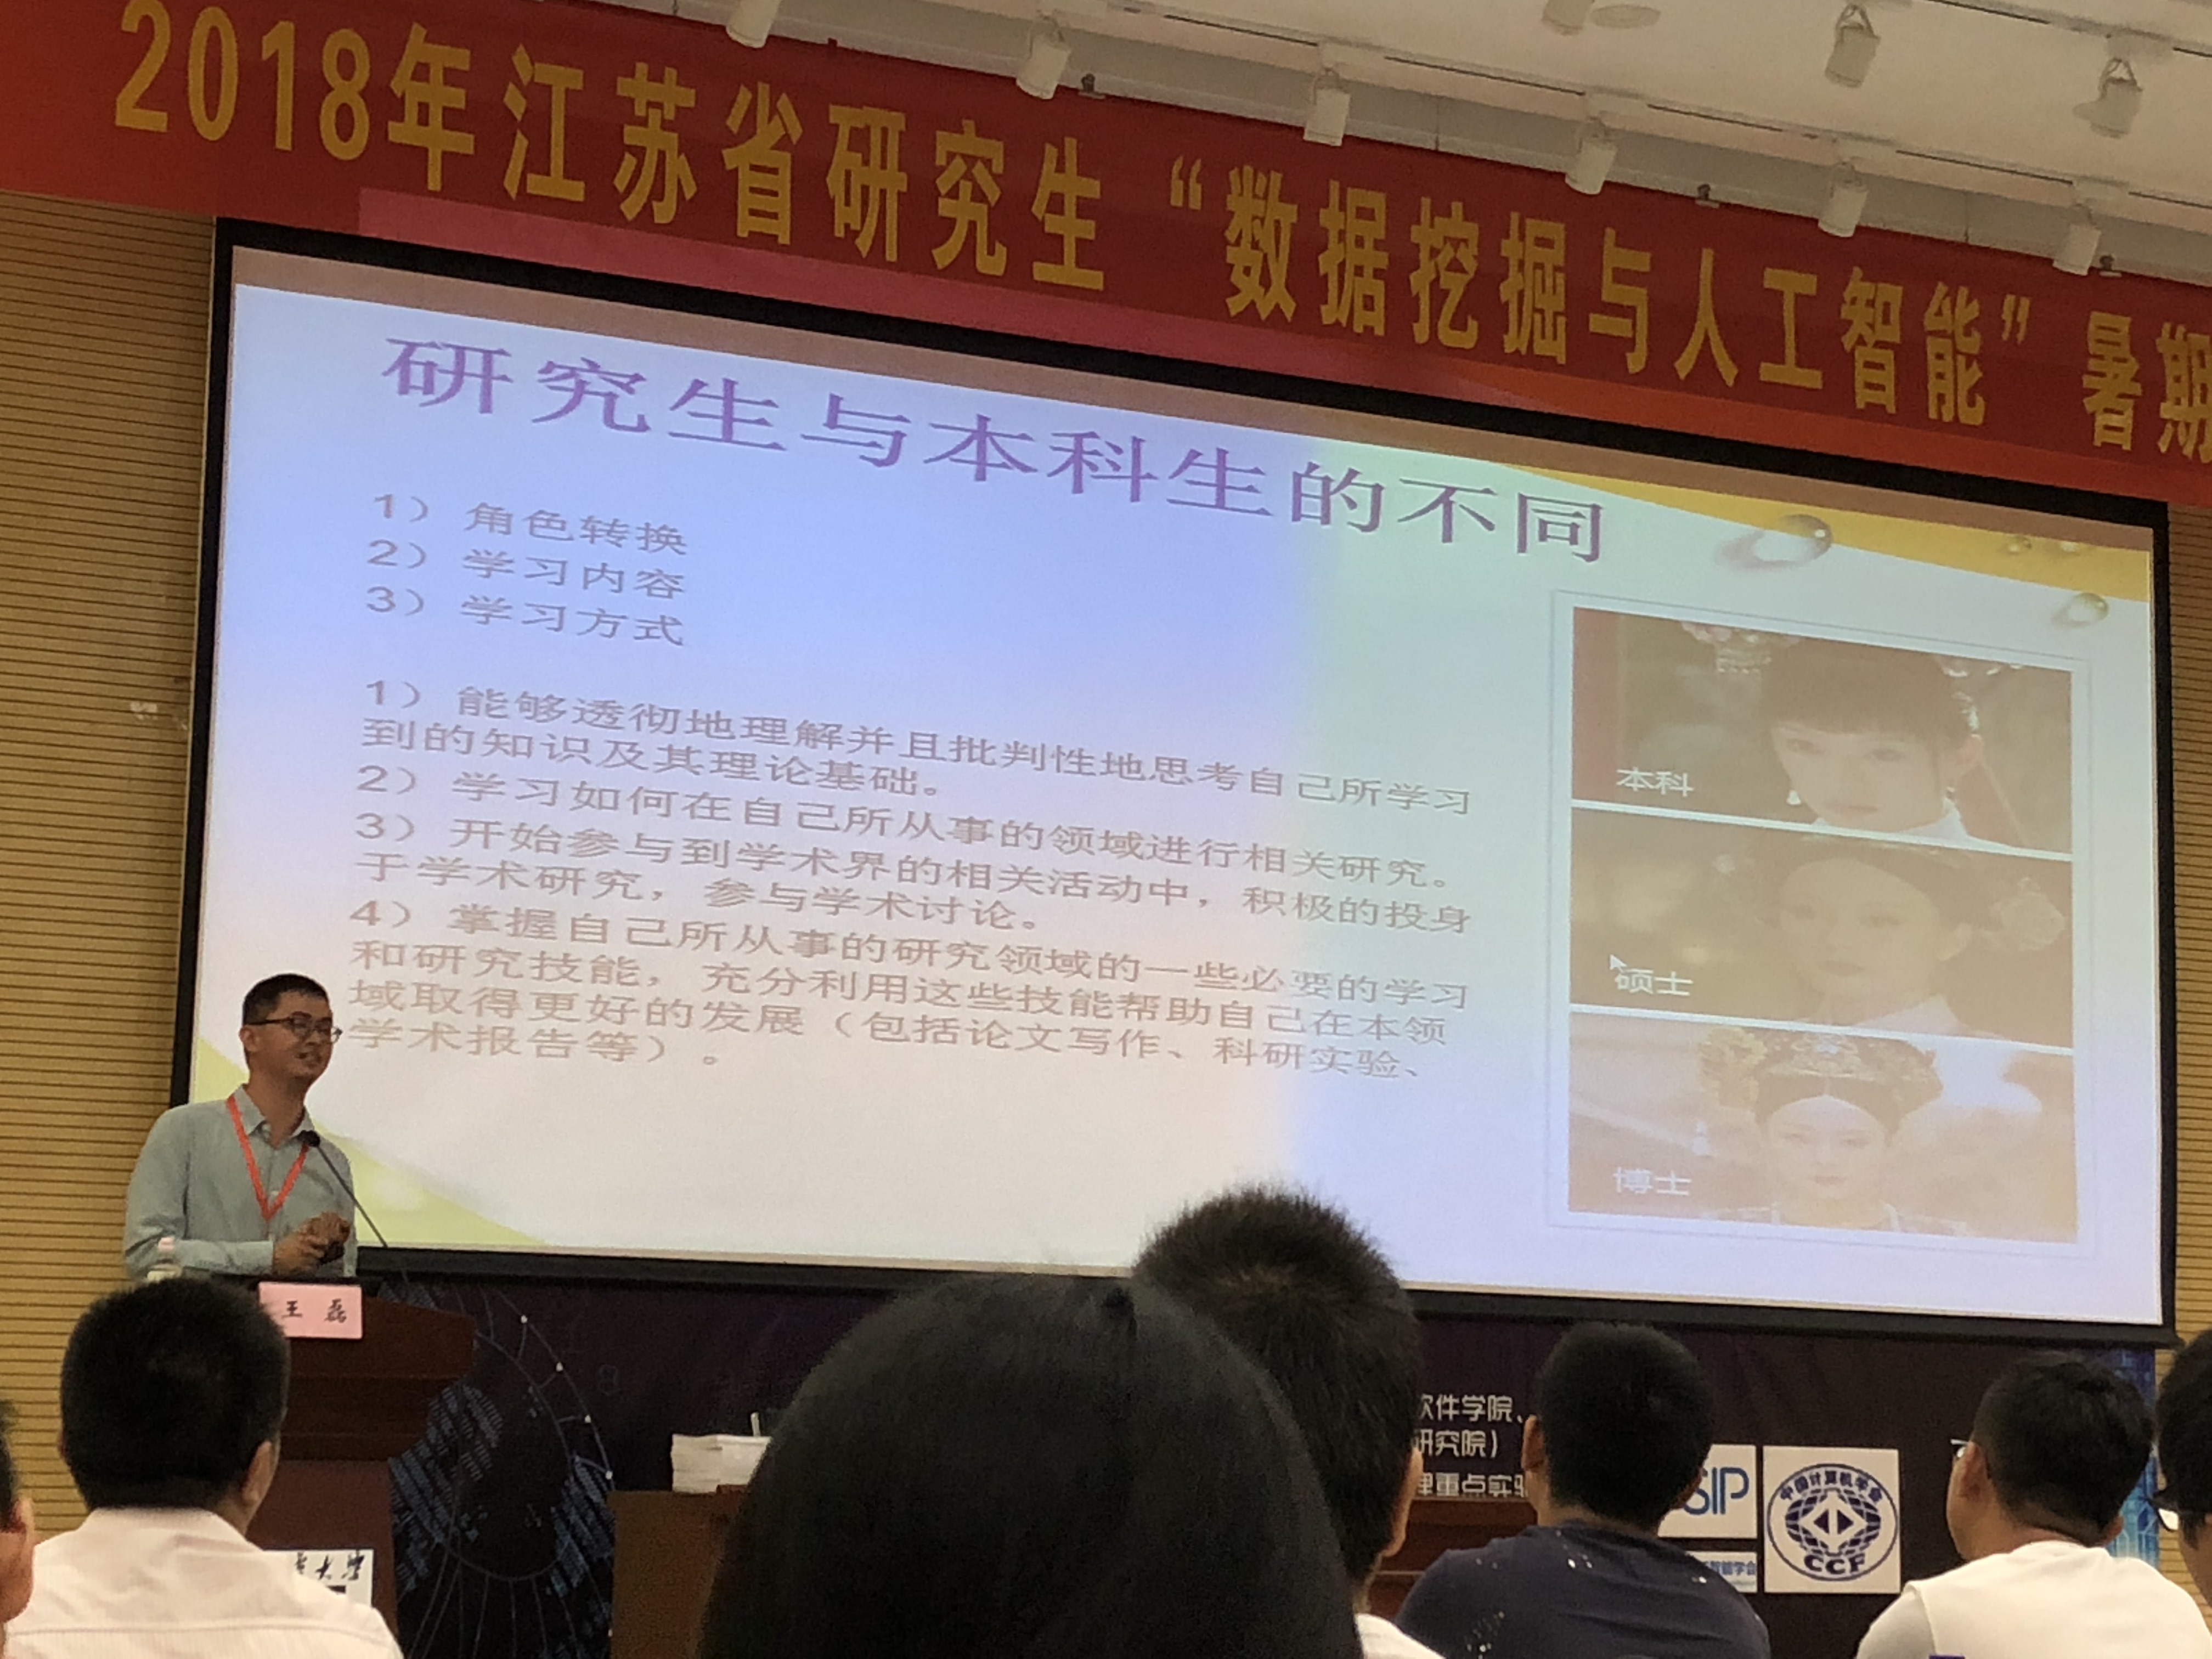 2018年江苏省研究生“数据挖掘与人工智能”暑期
研究生与本科生的不同
1）角色转换
2）学习内容
3）学习方式
1）能够透彻地理解并且批判性地思考自己所学习
到的知识及其理论基础。
2）学习如何在自己所从事的领域进行相关研究。
3）开始参与到学术界的相关活动中，积极的投身
于学术研究，参与学术讨论。
4）掌握自己所从事的研究领域的一些必要的学习
和研究技能，充分利用这些技能帮助自己在本领
域取得更好的发展（包括论文写作、科研实验、
学术报告等）。
本科
硕士
博士
王 磊
软件学院、
研究院）
理重点实验
SIP
中国计算机学会
CCF
智能学会